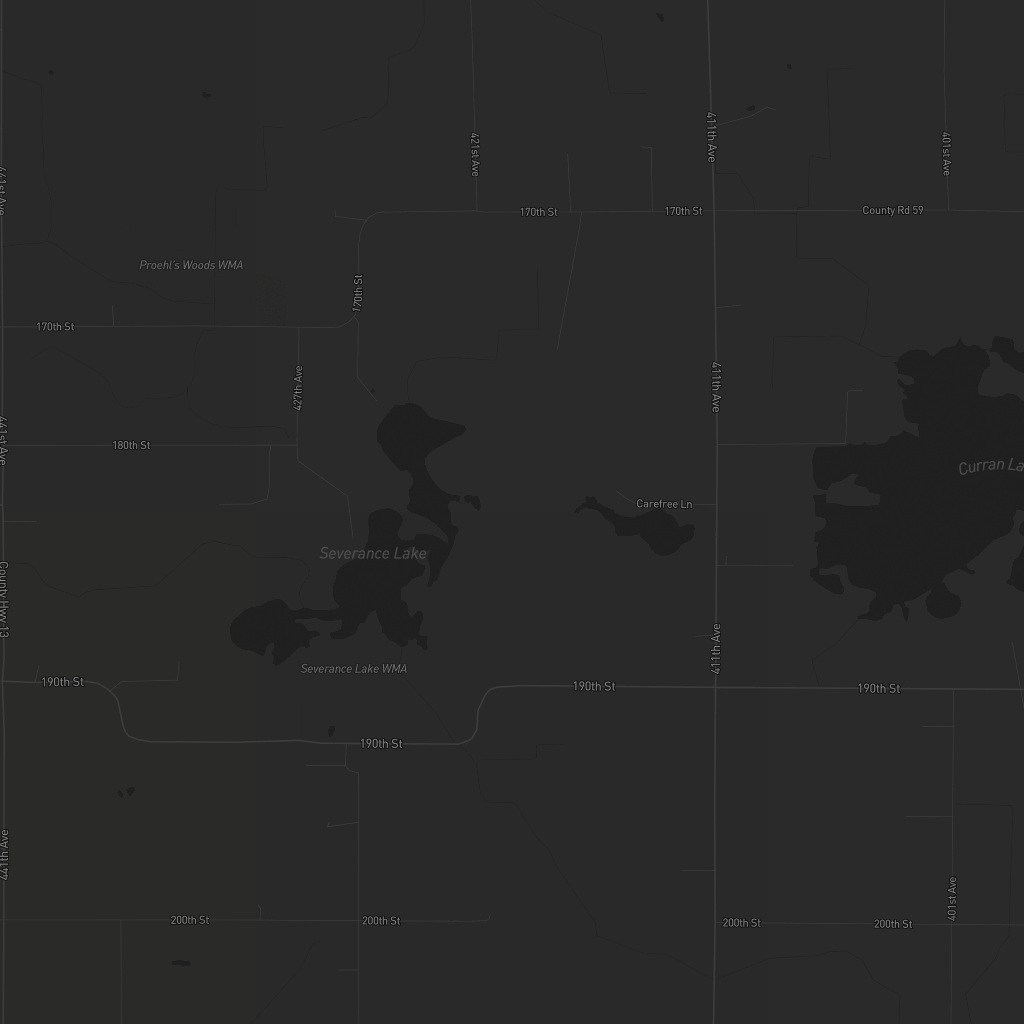 421st Ave
411th Ave
401st Ave
441st Ave
170th St
170th St
County Rd 59
Proehl's Woods WMA
170th St
170th St
427th Ave
411th Ave
441st Ave
180th St
Curran La
Carefree Ln
Severance Lake
County Hwy 13
411th Ave
Severance Lake WMA
190th St
190th St
190th St
190th St
441th Ave
401st Ave
200th St
200th St
200th St
200th St